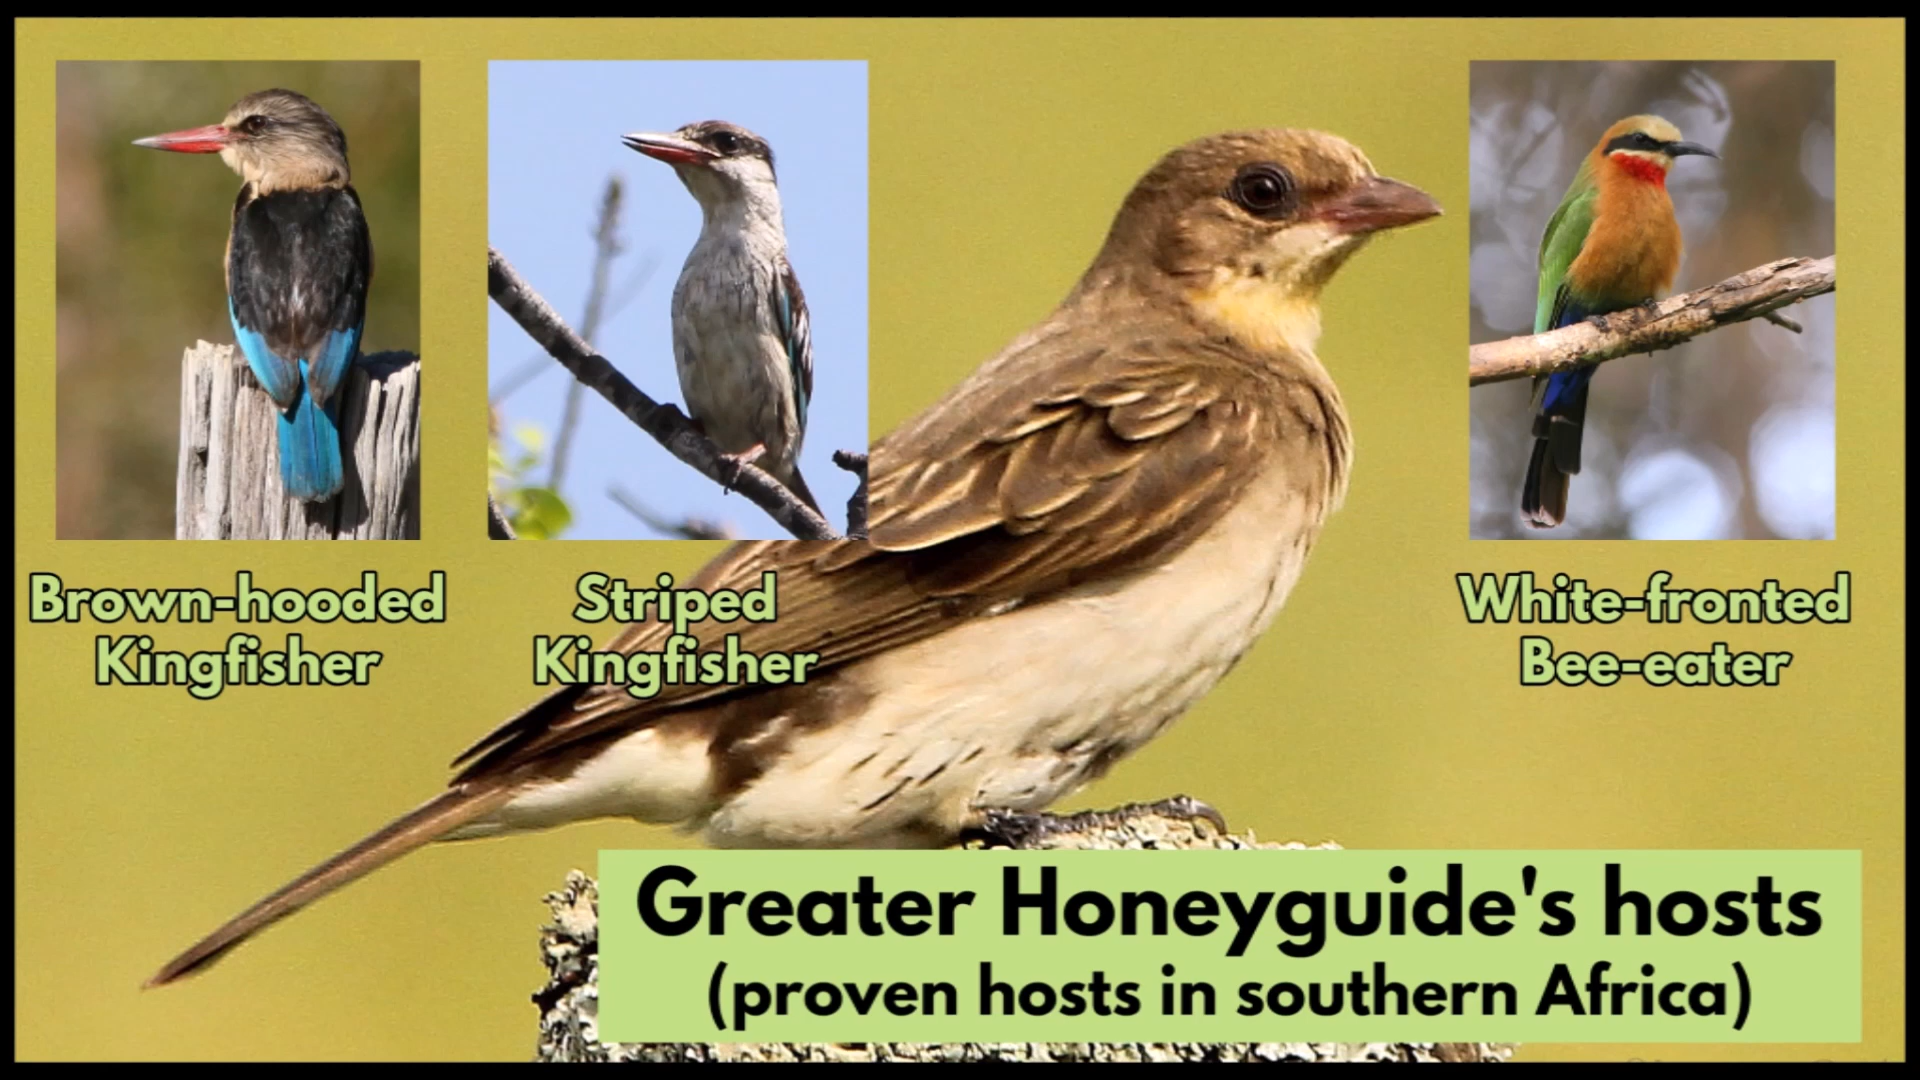 Brown-hooded
Kingfisher
Striped
Kingfisher
White-fronted
Bee-eater
Greater Honeyguide's hosts
(proven hosts in southern Africa)